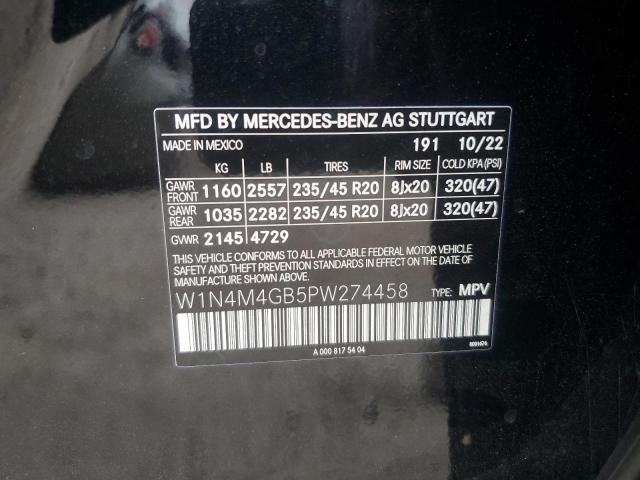 MFD BY MERCEDES-BENZ AG STUTTGART
MADE IN MEXICO 191 10/22
KG LB TIRES RIM SIZE COLD KPA (PSI)
GAWR FRONT 1160 2557 235/45 R20 8Jx20 320(47)
GAWR REAR 1035 2282 235/45 R20 8Jx20 320(47)
GVWR 2145 4729
THIS VEHICLE CONFORMS TO ALL APPLICABLE FEDERAL MOTOR VEHICLE
SAFETY, BUMPER AND THEFT PREVENTION STANDARDS IN EFFECT ON THE
DATE OF MANUFACTURE SHOWN ABOVE.
W1N4M4GB5PW274458 TYPE: MPV
A 000 817 54 04